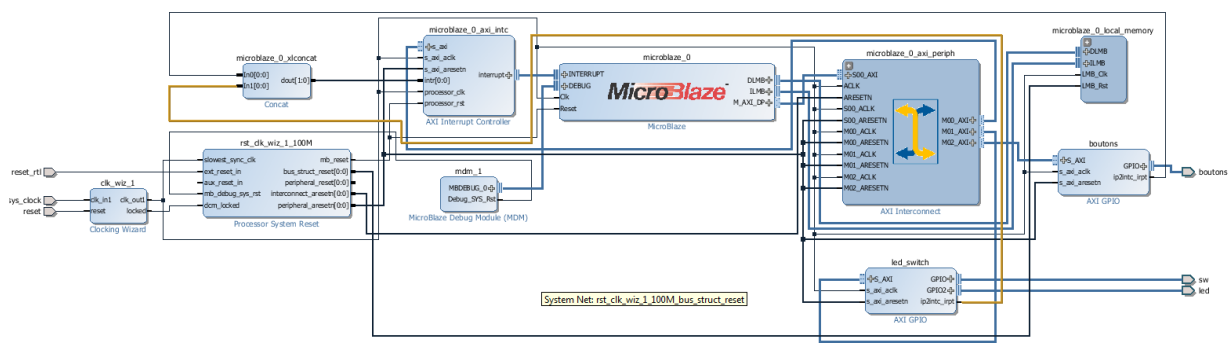 microblaze_0_axi_intc
s_axi
s_axi_aclk
s_axi_aresetn
intr[0:0]
processor_clk
processor_rst
interrupt
AXI Interrupt Controller
microblaze_0_xlconcat
In0[0:0]
In1[0:0]
dout[1:0]
Concat
microblaze_0
INTERRUPT
DEBUG
Clk
Reset
MicroBlaze
DLMB
ILMB
M_AXI_DP
MicroBlaze
microblaze_0_axi_periph
S00_AXI
ACLK
ARESETN
S00_ACLK
S00_ARESETN
M00_ACLK
M00_ARESETN
M01_ACLK
M01_ARESETN
M02_ACLK
M02_ARESETN
M00_AXI
M01_AXI
M02_AXI
AXI Interconnect
microblaze_0_local_memory
DLMB
ILMB
LMB_Clk
LMB_Rst
rst_clk_wiz_1_100M
slowest_sync_clk
ext_reset_in
aux_reset_in
mb_debug_sys_rst
dcm_locked
mb_reset
bus_struct_reset[0:0]
peripheral_reset[0:0]
interconnect_aresetn[0:0]
peripheral_aresetn[0:0]
Processor System Reset
reset_rtl
sys_clock
reset
clk_wiz_1
clk_in1
reset
clk_out1
locked
Clocking Wizard
mdm_1
MBDEBUG_0
Debug_SYS_Rst
MicroBlaze Debug Module (MDM)
boutons
S_AXI
s_axi_aclk
s_axi_aresetn
GPIO
ip2intc_irpt
AXI GPIO
boutons
led_switch
S_AXI
s_axi_aclk
s_axi_aresetn
GPIO
GPIO2
ip2intc_irpt
AXI GPIO
sw
led
System Net: rst_clk_wiz_1_100M_bus_struct_reset